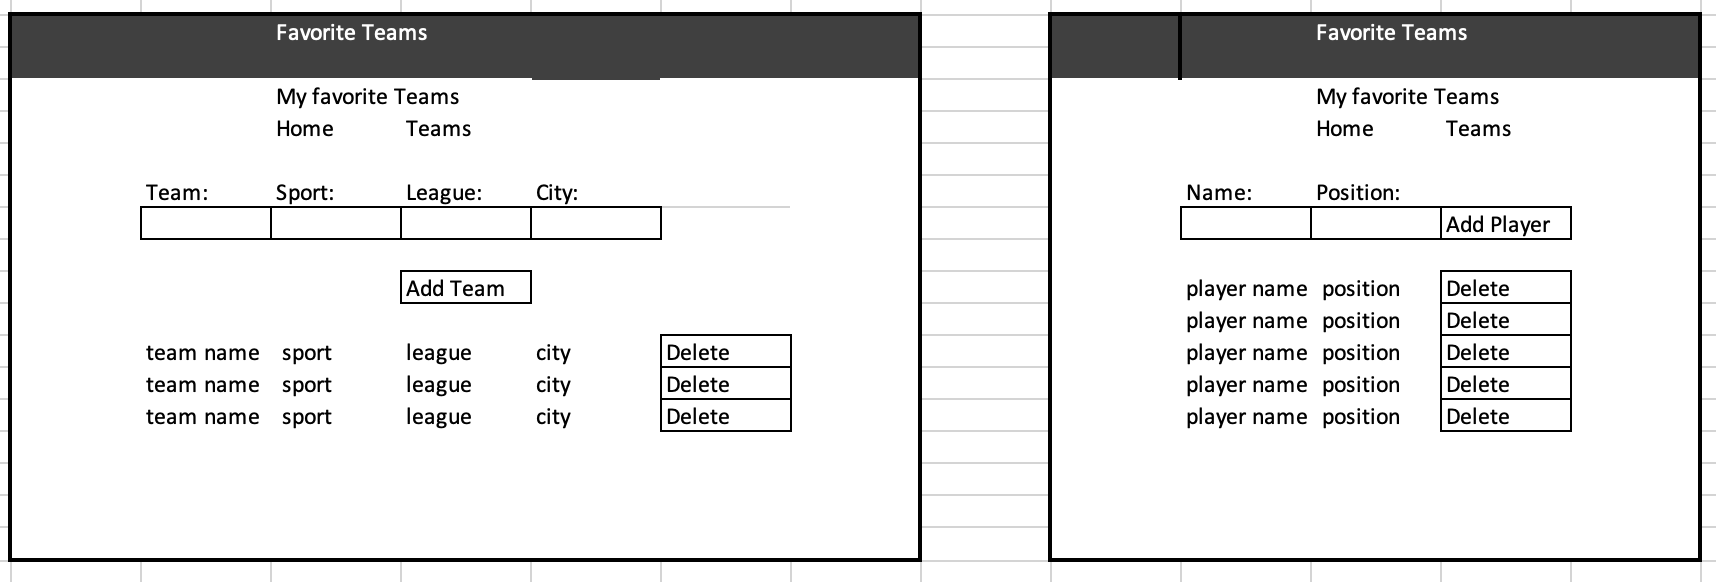 Favorite Teams
My favorite Teams
Home Teams
Team: Sport: League: City:
Add Team
team name sport league city Delete
team name sport league city Delete
team name sport league city Delete
Favorite Teams
My favorite Teams
Home Teams
Name: Position:
Add Player
player name position Delete
player name position Delete
player name position Delete
player name position Delete
player name position Delete